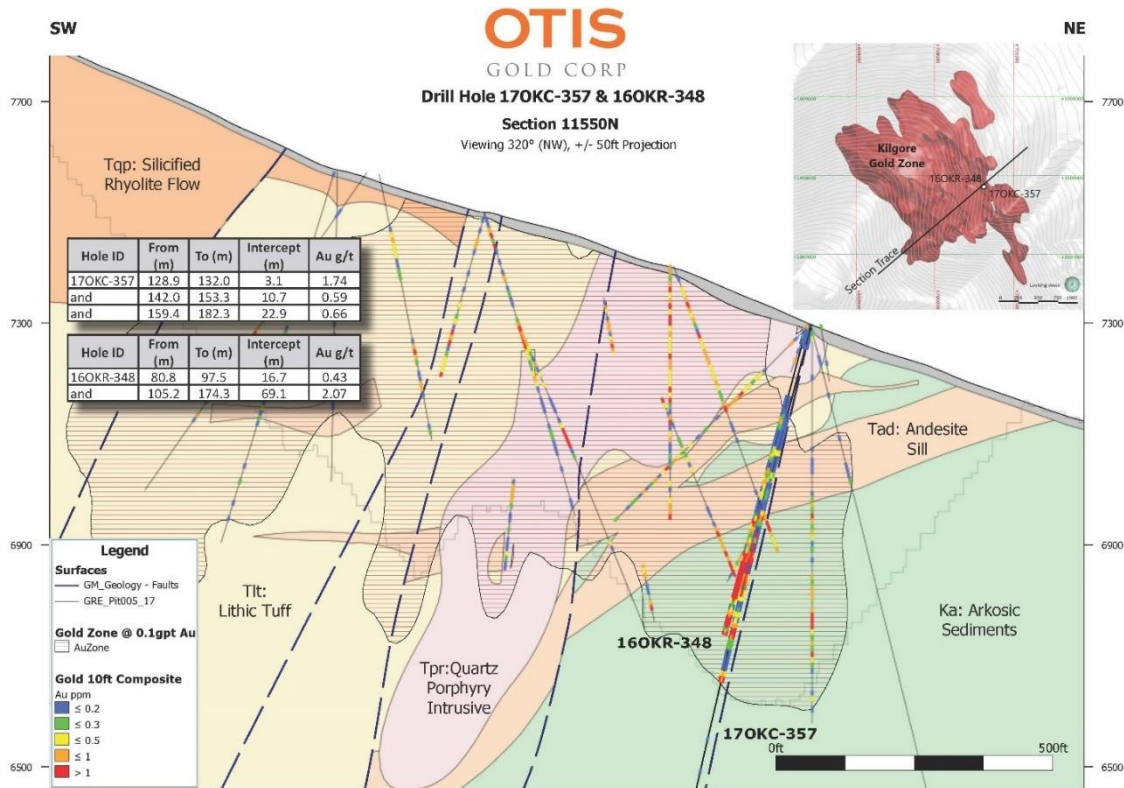 SW
OTIS
GOLD CORP
NE
Drill Hole 17OKC-357 & 16OKR-348
Section 11550N
Viewing 320° (NW), +/- 50ft Projection
7700
7700
Tqp: Silicified
Rhyolite Flow
Kilgore
Gold Zone
16OKR-348
17OKC-357
Section Trace
Looking down
Hole ID From (m) To (m) Intercept (m) Au g/t
17OKC-357 128.9 132.0 3.1 1.74
and 142.0 153.3 10.7 0.59
and 159.4 182.3 22.9 0.66
7300
7300
Hole ID From (m) To (m) Intercept (m) Au g/t
16OKR-348 80.8 97.5 16.7 0.43
and 105.2 174.3 69.1 2.07
Tad: Andesite
Sill
6900
6900
Legend
Surfaces
GM_Geology - Faults
GRE_Pit005_17
Gold Zone @ 0.1gpt Au
AuZone
Gold 10ft Composite
Au ppm
≤ 0.2
≤ 0.3
≤ 0.5
≤ 1
> 1
Tlt:
Lithic Tuff
Ka: Arkosic
Sediments
16OKR-348
Tpr:Quartz
Porphyry
Intrusive
17OKC-357
0ft
500ft
6500
6500